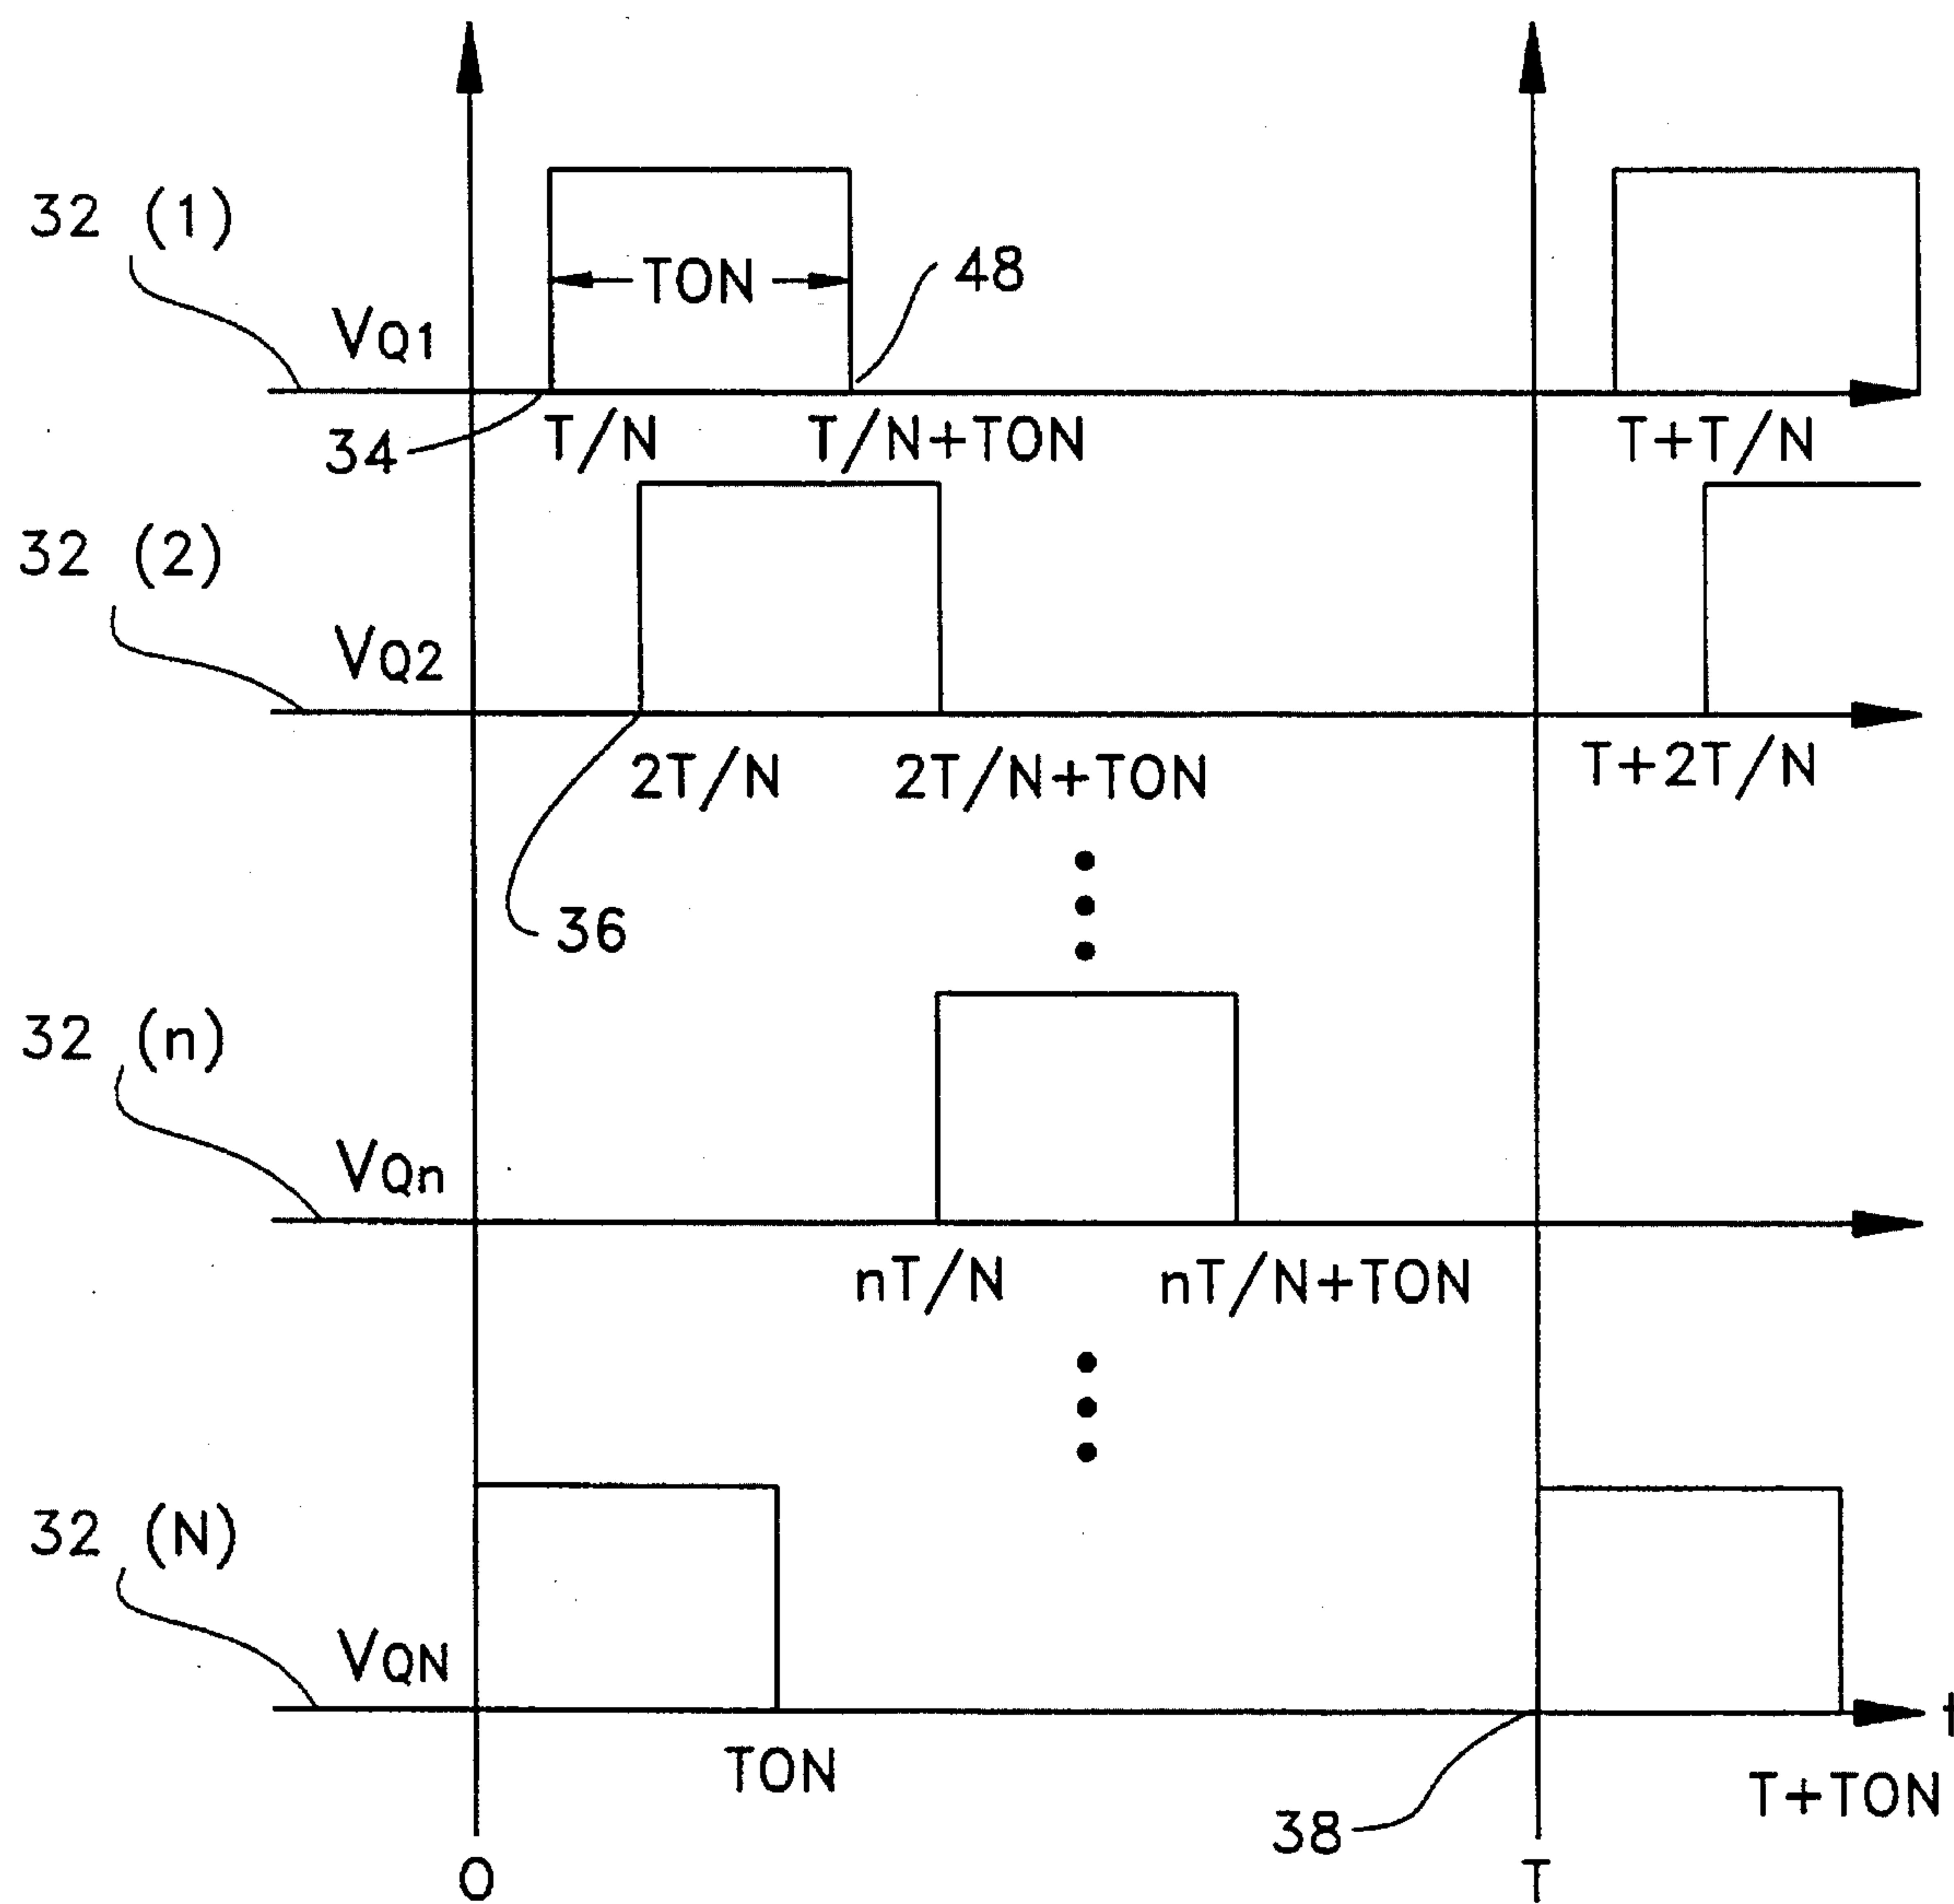 32 (1)
TON
48
VQ1
34
T/N
T/N+TON
T+T/N
32 (2)
VQ2
2T/N
2T/N+TON
T+2T/N
36
32 (n)
VQn
nT/N
nT/N+TON
32 (N)
VQN
t
TON
T+TON
38
0
T